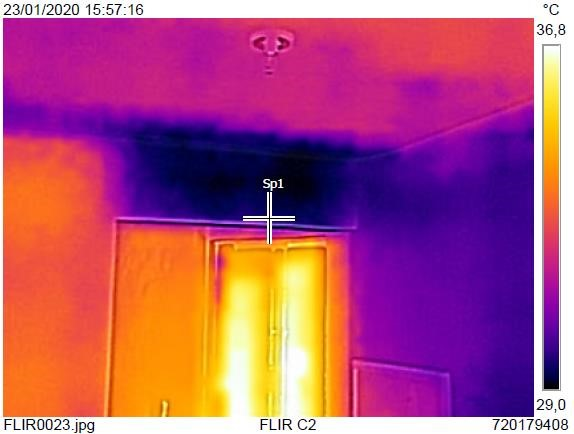 23/01/2020 15:57:16
°C
36,8
Sp1
29,0
FLIR0023.jpg
FLIR C2
720179408